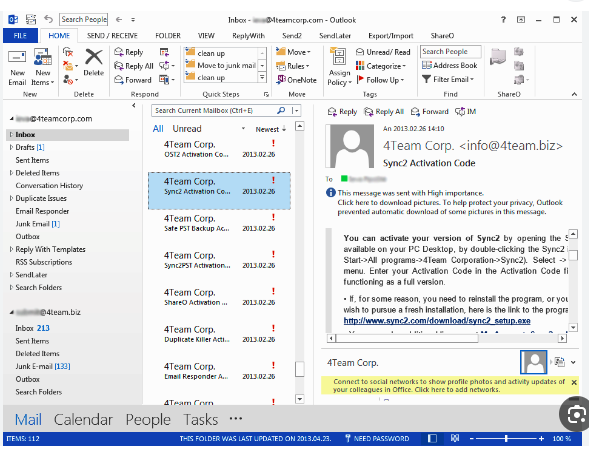 Search People
Inbox - @4teamcorp.com - Outlook
FILE HOME SEND / RECEIVE FOLDER VIEW ReplyWith Send2 SendLater Export/Import ShareO
New Email
New Items
New
Delete
Delete
Reply
Reply All
Forward
Respond
clean up
Move to junk mail
clean up
Quick Steps
Move
Rules
OneNote
Move
Assign Policy
Unread/ Read
Categorize
Follow Up
Tags
Search People
Address Book
Filter Email
Find
ShareO
@4teamcorp.com
Inbox
Drafts [1]
Sent Items
Deleted Items
Conversation History
Duplicate Issues
Email Responder
Junk Email [1]
Outbox
Reply With Templates
RSS Subscriptions
SendLater
Search Folders
@4team.biz
Inbox 213
Sent Items
Deleted Items
Junk E-mail [133]
Outbox
Search Folders
Search Current Mailbox (Ctrl+E)
All Unread Newest
4Team Corp. !
OST2 Activation Co... 2013.02.26
4Team Corp. !
Sync2 Activation Co... 2013.02.26
4Team Corp. !
Safe PST Backup Ac... 2013.02.26
4Team Corp. !
Sync2PST Activation... 2013.02.26
4Team Corp. !
ShareO Activation ... 2013.02.26
4Team Corp. !
Duplicate Killer Acti... 2013.02.26
4Team Corp. !
Email Responder A... 2013.02.26
4Team Corp. !
Reply Reply All Forward IM
An 2013.02.26 14:10
4Team Corp. <info@4team.biz>
Sync2 Activation Code
To
This message was sent with High importance.
Click here to download pictures. To help protect your privacy, Outlook
prevented automatic download of some pictures in this message.
You can activate your version of Sync2 by opening the S
available on your PC Desktop, by double-clicking the Sync2
Start->All programs->4Team Corporation->Sync2). Select ->
menu. Enter your Activation Code in the Activation Code fi
functioning as a full version.
• If, for some reason, you need to reinstall the program, or you
wish to pursue a fresh installation, here is the link to the progra
http://www.sync2.com/download/sync2_setup.exe
4Team Corp.
Connect to social networks to show profile photos and activity updates of
your colleagues in Office. Click here to add networks.
Mail Calendar People Tasks
ITEMS: 112 THIS FOLDER WAS LAST UPDATED ON 2013.04.23. NEED PASSWORD 100 %